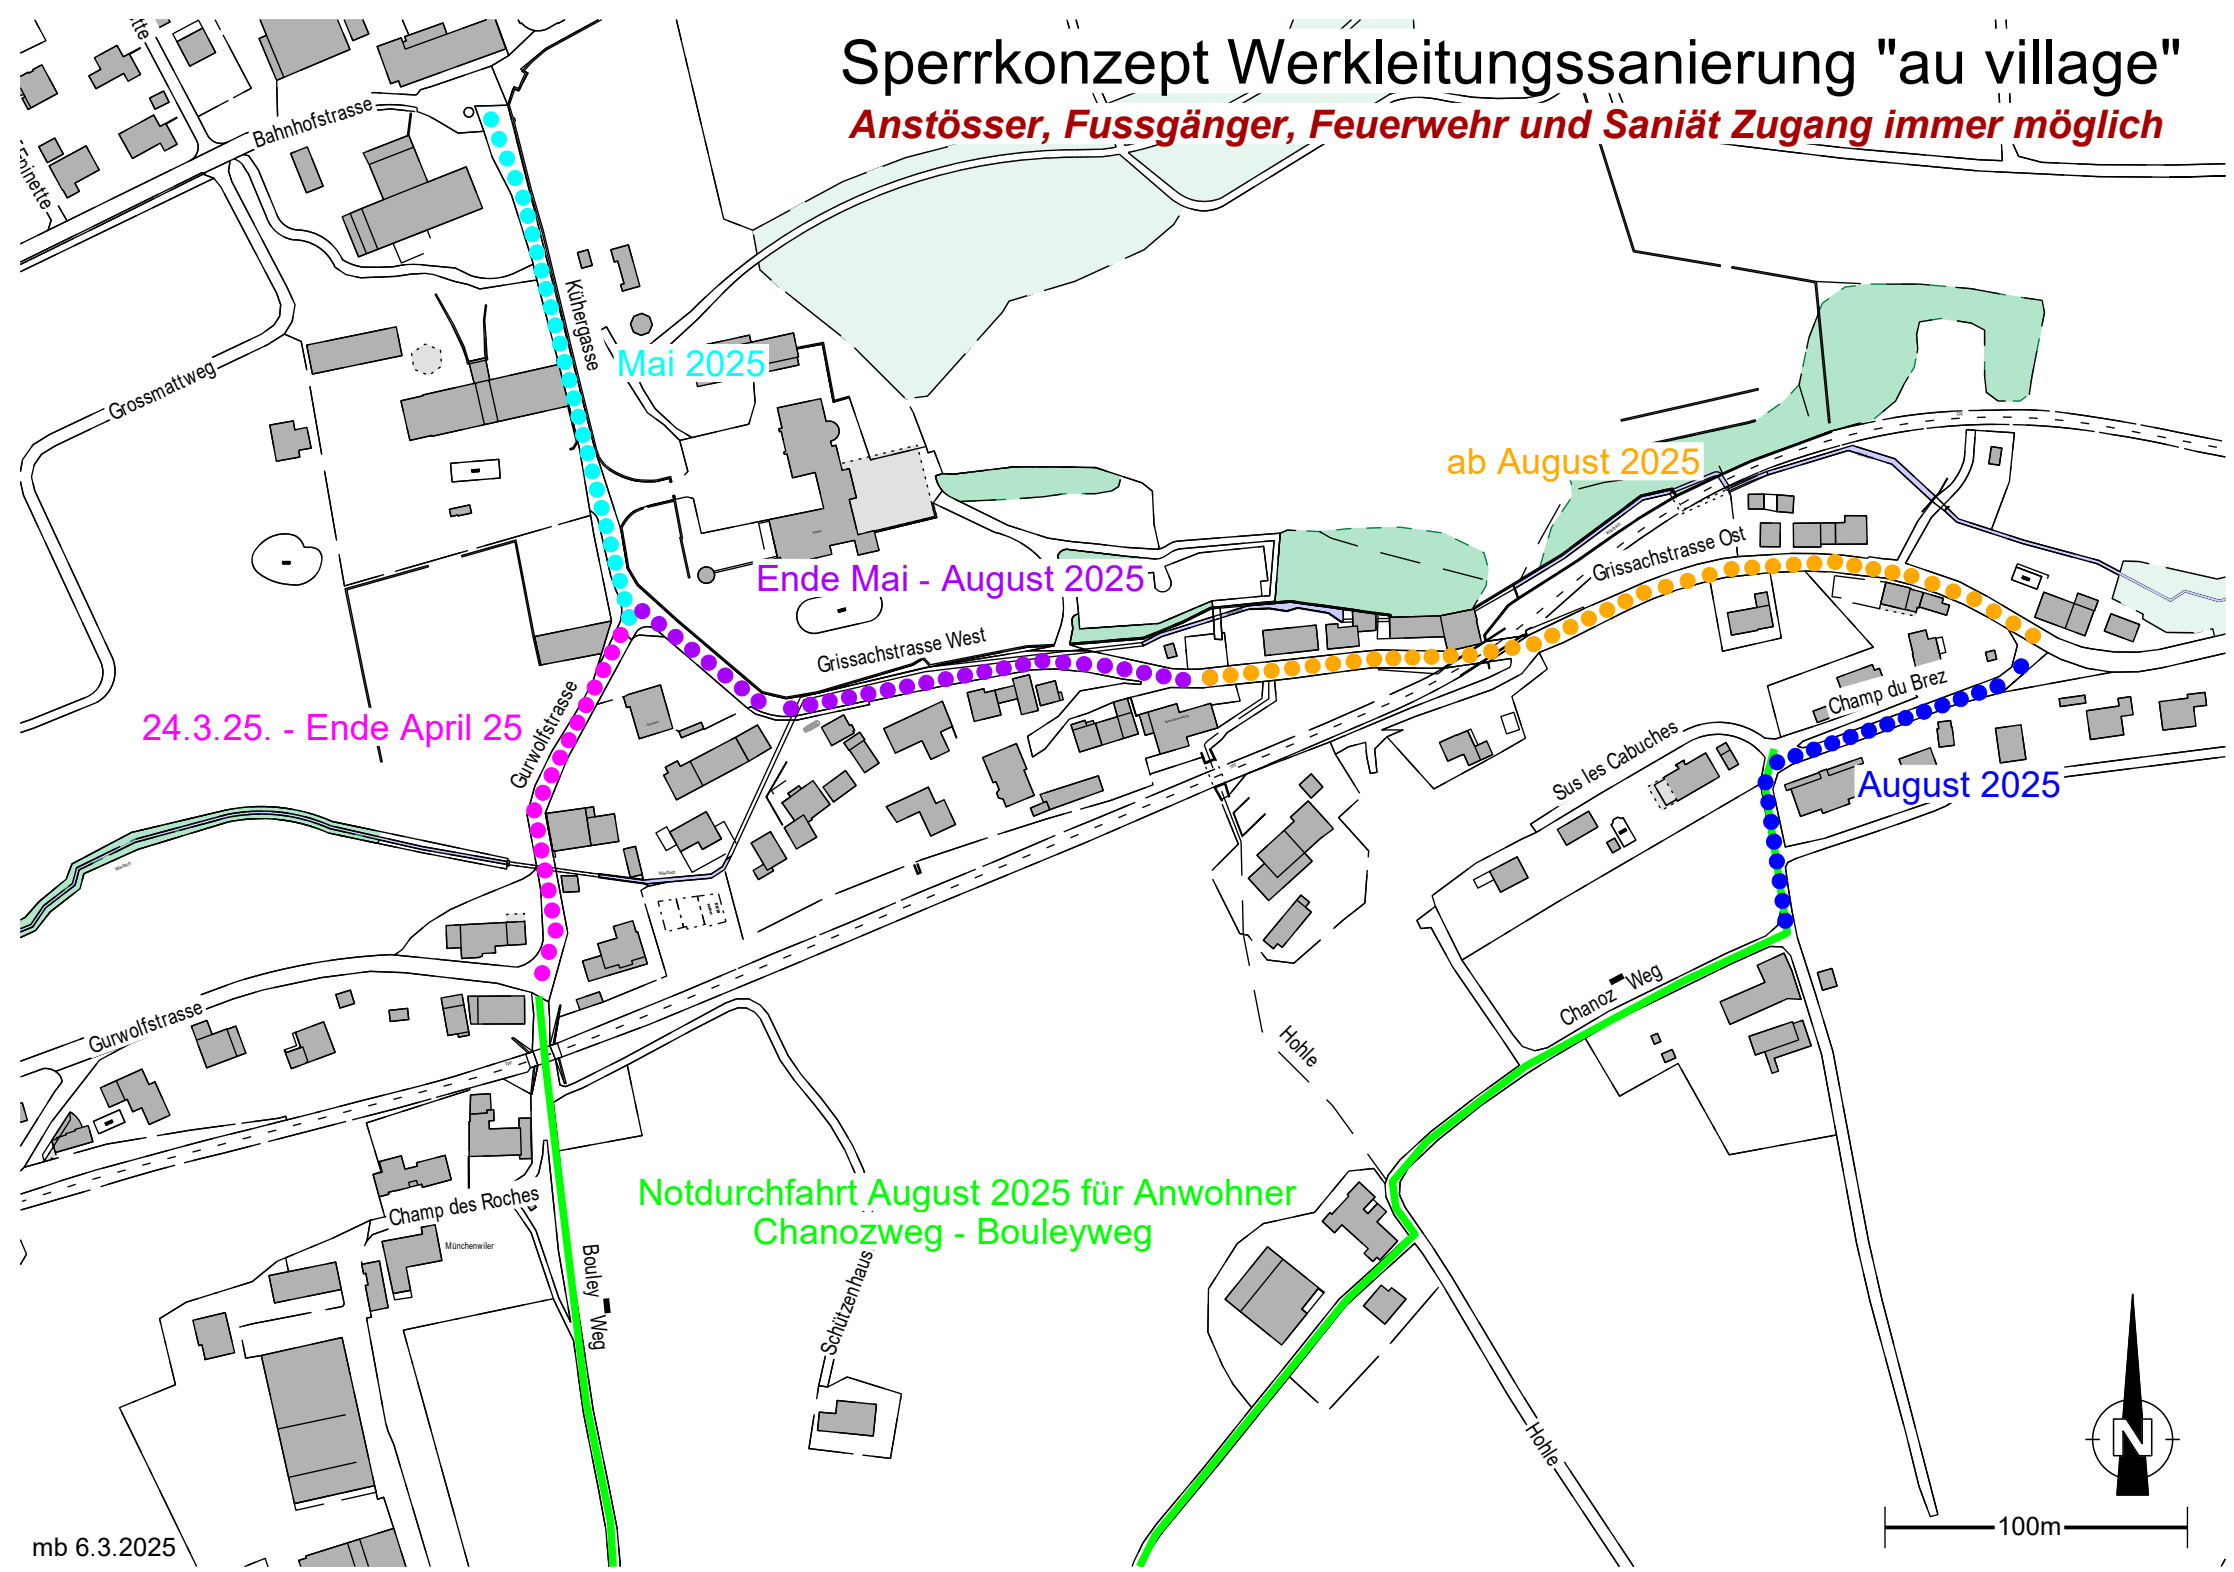 Sperrkonzept Werkleitungssanierung "au village"
Anstösser, Fussgänger, Feuerwehr und Saniät Zugang immer möglich
Bahnhofstrasse
Epinette
Kühergasse
Mai 2025
Grossmattweg
ab August 2025
Grissachstrasse Ost
Ende Mai - August 2025
Grissachstrasse West
Champ du Brez
24.3.25. - Ende April 25
Gurwolfstrasse
Sus les Cabuches
August 2025
Chanoz Weg
Gurwolfstrasse
Hohle
Notdurchfahrt August 2025 für Anwohner
Chanozweg - Bouleyweg
Champ des Roches
Münchenwiler
Bouley Weg
Schützenhaus
Hohle
N
100m
mb 6.3.2025